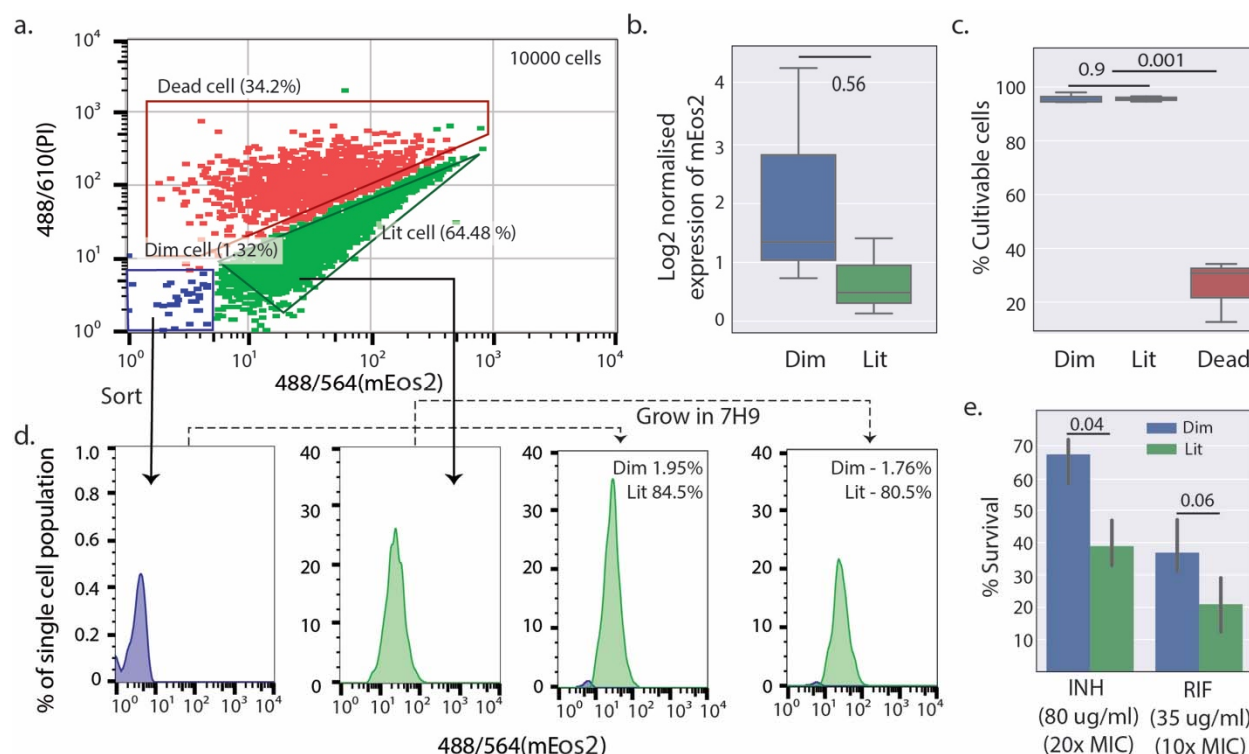 a.
488/610(PI)
10⁴
10³
10²
10¹
10⁰
10000 cells
Dead cell (34.2%)
Lit cell (64.48 %)
Dim cell (1.32%)
10⁰ 10¹ 10² 10³ 10⁴
488/564(mEos2)
Sort
b.
Log2 normalised
expression of mEos2
4
3
2
1
0
0.56
Dim Lit
c.
% Cultivable cells
100
80
60
40
20
0.9 0.001
Dim Lit Dead
d.
Grow in 7H9
% of single cell population
1.0
0.8
0.6
0.4
0.2
0
10⁰ 10¹ 10² 10³ 10⁴
40
30
20
10
0
10⁰ 10¹ 10² 10³ 10⁴
40
30
20
10
0
Dim 1.95%
Lit 84.5%
10⁰ 10¹ 10² 10³ 10⁴
40
30
20
10
0
Dim - 1.76%
Lit - 80.5%
10⁰ 10¹ 10² 10³ 10⁴
488/564(mEos2)
e.
% Survival
70
60
50
40
30
20
10
0.04
Dim
Lit
0.06
INH RIF
(80 ug/ml) (35 ug/ml)
(20x MIC) (10x MIC)